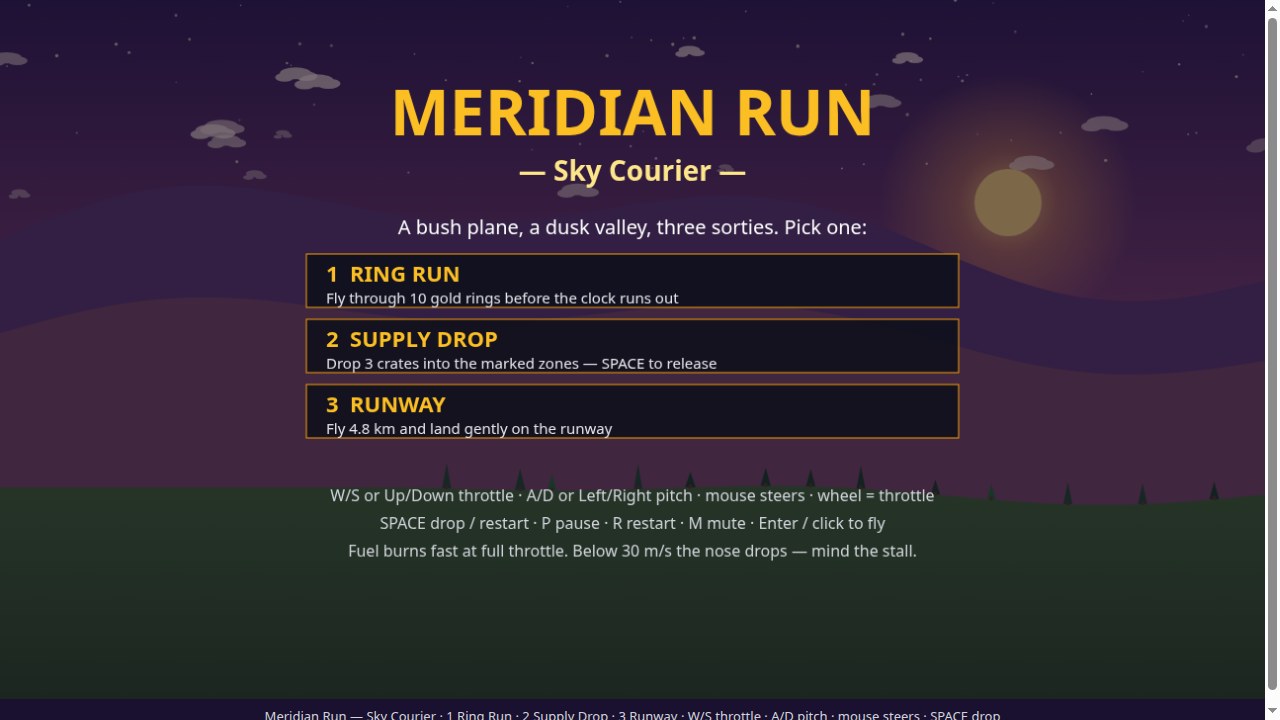 MERIDIAN RUN
— Sky Courier —
A bush plane, a dusk valley, three sorties. Pick one:
1 RING RUN
Fly through 10 gold rings before the clock runs out
2 SUPPLY DROP
Drop 3 crates into the marked zones — SPACE to release
3 RUNWAY
Fly 4.8 km and land gently on the runway
W/S or Up/Down throttle · A/D or Left/Right pitch · mouse steers · wheel = throttle
SPACE drop / restart · P pause · R restart · M mute · Enter / click to fly
Fuel burns fast at full throttle. Below 30 m/s the nose drops — mind the stall.
Meridian Run — Sky Courier · 1 Ring Run · 2 Supply Drop · 3 Runway · W/S throttle · A/D pitch · mouse steers · SPACE drop